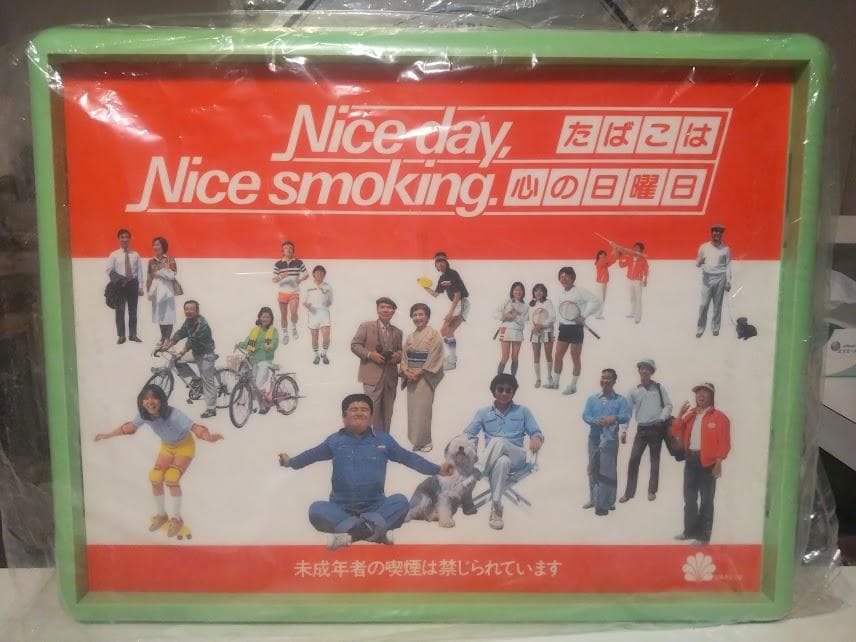 Nice day,
たばこは
Nice smoking.
心の日曜日
未成年者の喫煙は禁じられています